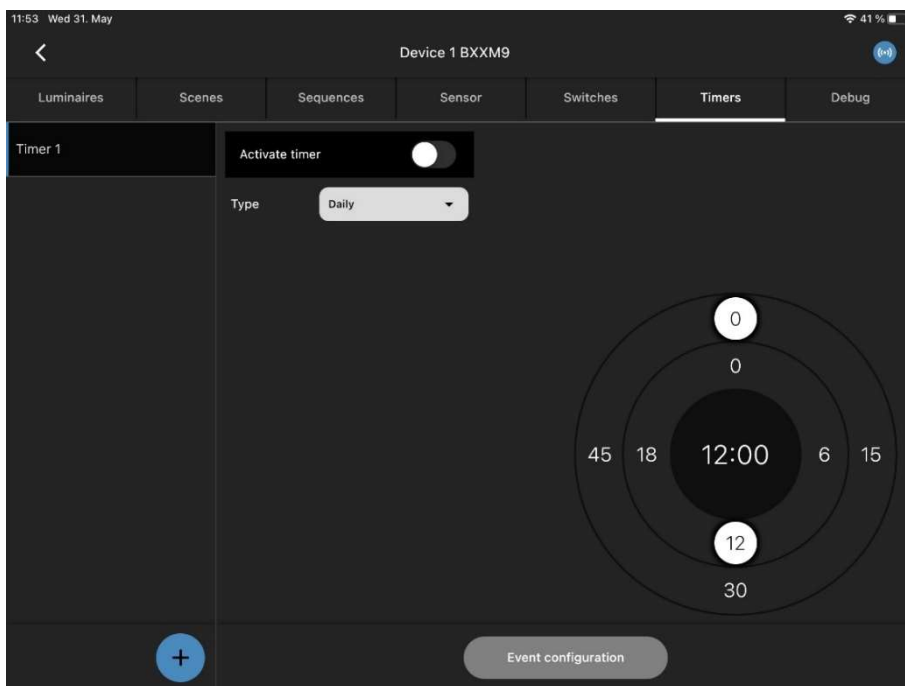 11:53 Wed 31. May 41 %
Device 1 BXXM9
Luminaires Scenes Sequences Sensor Switches Timers Debug
Timer 1
Activate timer
Type Daily
0
0
45 18 12:00 6 15
12
30
+ Event configuration